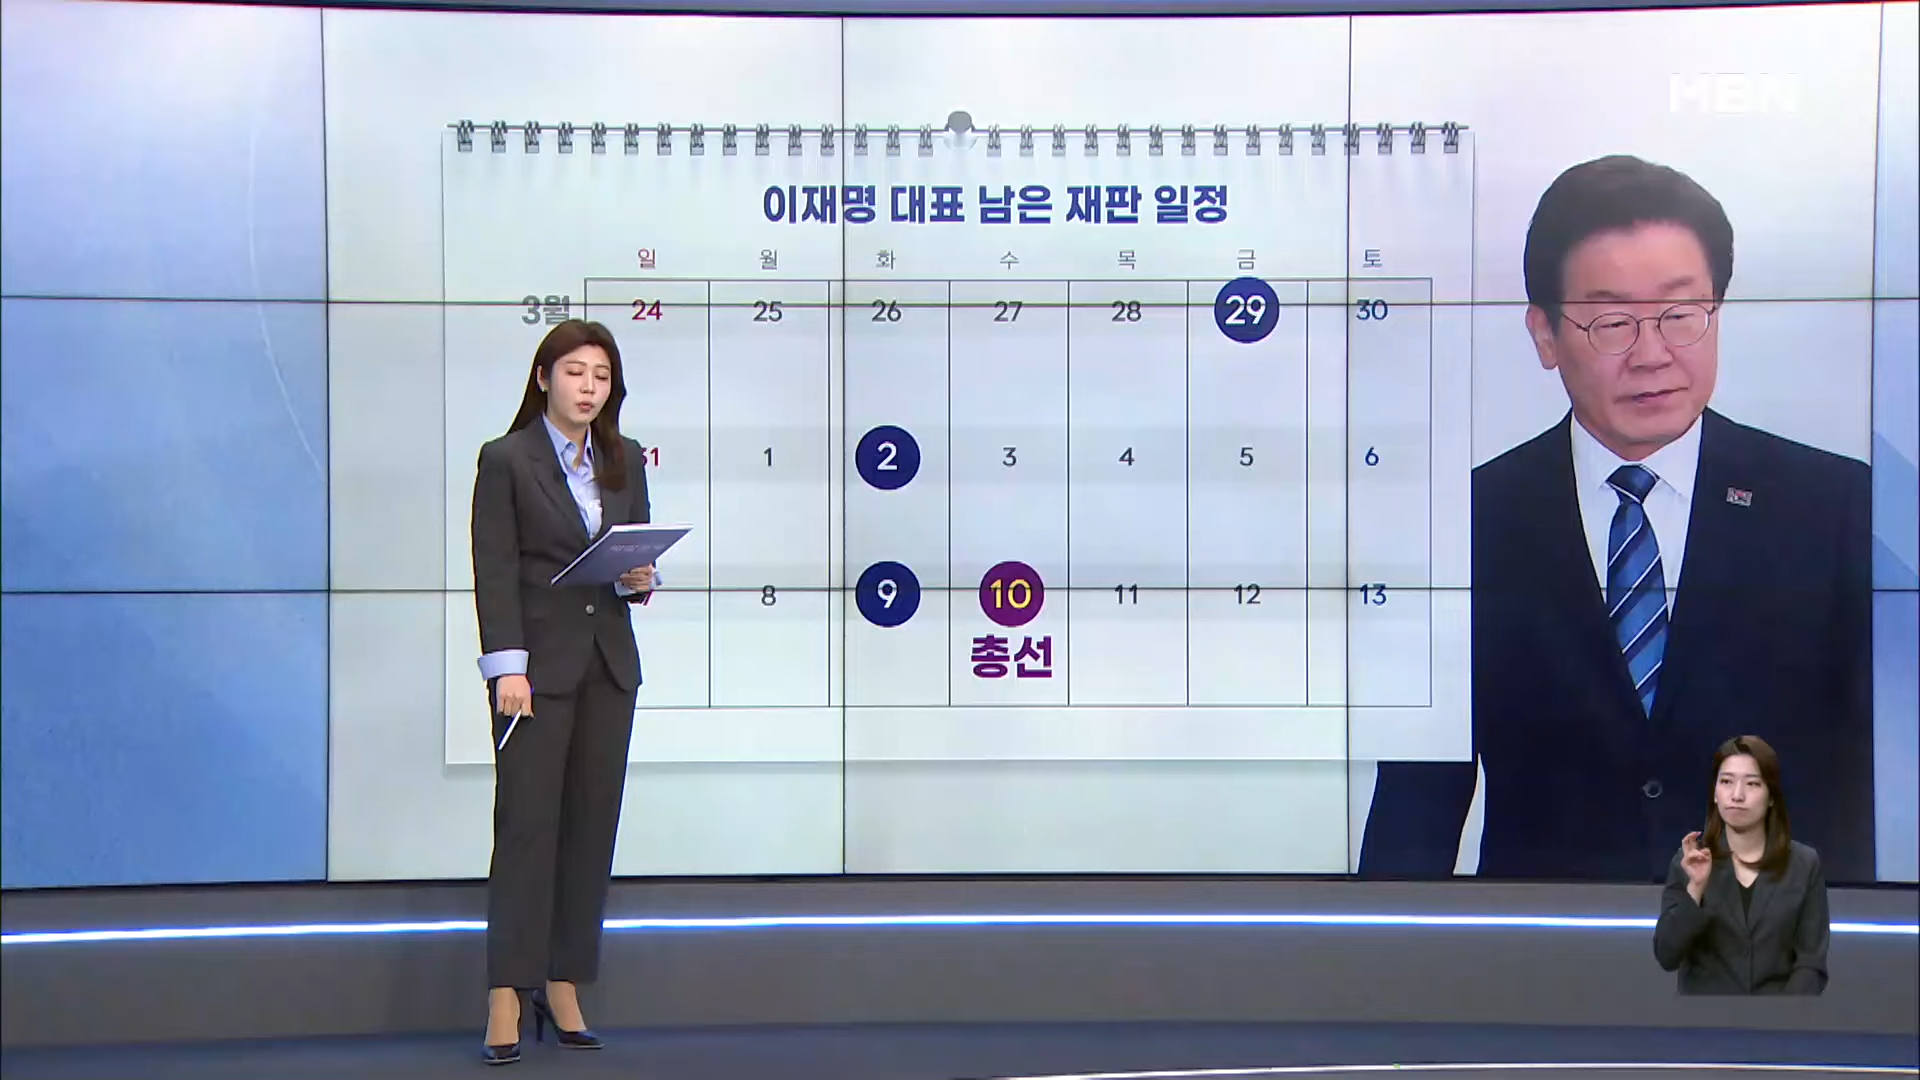 MBN
이재명 대표 남은 재판 일정
일 월 화 수 목 금 토
3월 24 25 26 27 28 29 30
31 1 2 3 4 5 6
7 8 9 10 11 12 13
총선